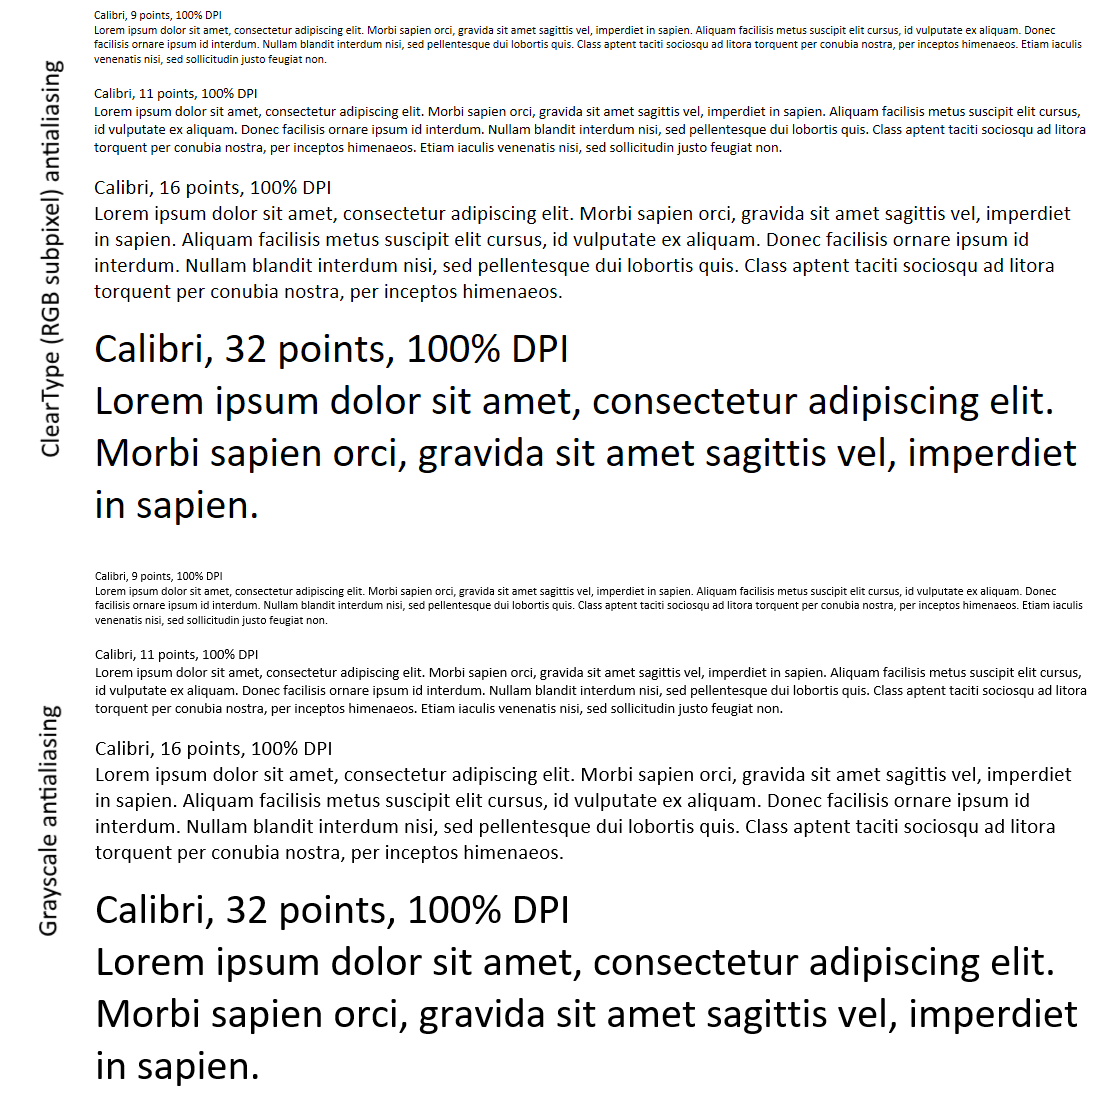 ClearType (RGB subpixel) antialiasing
Calibri, 9 points, 100% DPI
Lorem ipsum dolor sit amet, consectetur adipiscing elit. Morbi sapien orci, gravida sit amet sagittis vel, imperdiet in sapien. Aliquam facilisis metus suscipit elit cursus, id vulputate ex aliquam. Donec
facilisis ornare ipsum id interdum. Nullam blandit interdum nisi, sed pellentesque dui lobortis quis. Class aptent taciti sociosqu ad litora torquent per conubia nostra, per inceptos himenaeos. Etiam iaculis
venenatis nisi, sed sollicitudin justo feugiat non.
Calibri, 11 points, 100% DPI
Lorem ipsum dolor sit amet, consectetur adipiscing elit. Morbi sapien orci, gravida sit amet sagittis vel, imperdiet in sapien. Aliquam facilisis metus suscipit elit cursus,
id vulputate ex aliquam. Donec facilisis ornare ipsum id interdum. Nullam blandit interdum nisi, sed pellentesque dui lobortis quis. Class aptent taciti sociosqu ad litora
torquent per conubia nostra, per inceptos himenaeos. Etiam iaculis venenatis nisi, sed sollicitudin justo feugiat non.
Calibri, 16 points, 100% DPI
Lorem ipsum dolor sit amet, consectetur adipiscing elit. Morbi sapien orci, gravida sit amet sagittis vel, imperdiet
in sapien. Aliquam facilisis metus suscipit elit cursus, id vulputate ex aliquam. Donec facilisis ornare ipsum id
interdum. Nullam blandit interdum nisi, sed pellentesque dui lobortis quis. Class aptent taciti sociosqu ad litora
torquent per conubia nostra, per inceptos himenaeos.
Calibri, 32 points, 100% DPI
Lorem ipsum dolor sit amet, consectetur adipiscing elit.
Morbi sapien orci, gravida sit amet sagittis vel, imperdiet
in sapien.
Grayscale antialiasing
Calibri, 9 points, 100% DPI
Lorem ipsum dolor sit amet, consectetur adipiscing elit. Morbi sapien orci, gravida sit amet sagittis vel, imperdiet in sapien. Aliquam facilisis metus suscipit elit cursus, id vulputate ex aliquam. Donec
facilisis ornare ipsum id interdum. Nullam blandit interdum nisi, sed pellentesque dui lobortis quis. Class aptent taciti sociosqu ad litora torquent per conubia nostra, per inceptos himenaeos. Etiam iaculis
venenatis nisi, sed sollicitudin justo feugiat non.
Calibri, 11 points, 100% DPI
Lorem ipsum dolor sit amet, consectetur adipiscing elit. Morbi sapien orci, gravida sit amet sagittis vel, imperdiet in sapien. Aliquam facilisis metus suscipit elit cursus,
id vulputate ex aliquam. Donec facilisis ornare ipsum id interdum. Nullam blandit interdum nisi, sed pellentesque dui lobortis quis. Class aptent taciti sociosqu ad litora
torquent per conubia nostra, per inceptos himenaeos. Etiam iaculis venenatis nisi, sed sollicitudin justo feugiat non.
Calibri, 16 points, 100% DPI
Lorem ipsum dolor sit amet, consectetur adipiscing elit. Morbi sapien orci, gravida sit amet sagittis vel, imperdiet
in sapien. Aliquam facilisis metus suscipit elit cursus, id vulputate ex aliquam. Donec facilisis ornare ipsum id
interdum. Nullam blandit interdum nisi, sed pellentesque dui lobortis quis. Class aptent taciti sociosqu ad litora
torquent per conubia nostra, per inceptos himenaeos.
Calibri, 32 points, 100% DPI
Lorem ipsum dolor sit amet, consectetur adipiscing elit.
Morbi sapien orci, gravida sit amet sagittis vel, imperdiet
in sapien.